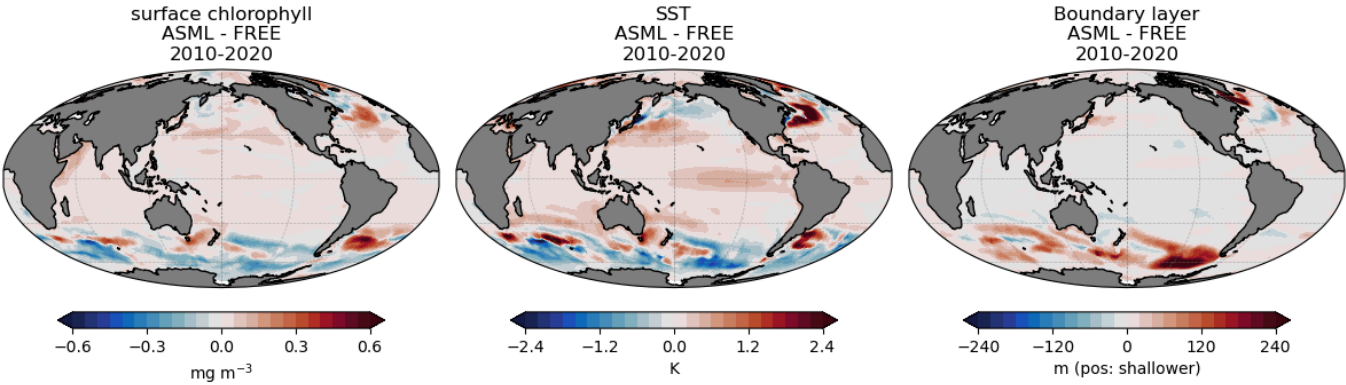 surface chlorophyll
ASML - FREE
2010-2020
SST
ASML - FREE
2010-2020
Boundary layer
ASML - FREE
2010-2020
−0.6 −0.3 0.0 0.3 0.6
mg m⁻³
−2.4 −1.2 0.0 1.2 2.4
K
−240 −120 0 120 240
m (pos: shallower)